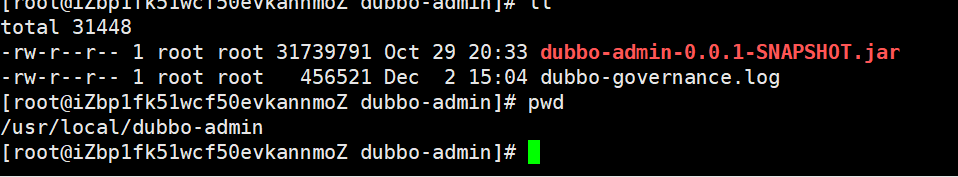 [root@iZbp1fk51wcf50evkannmoZ dubbo-admin]# ll
total 31448
-rw-r--r-- 1 root root 31739791 Oct 29 20:33 dubbo-admin-0.0.1-SNAPSHOT.jar
-rw-r--r-- 1 root root   456521 Dec  2 15:04 dubbo-governance.log
[root@iZbp1fk51wcf50evkannmoZ dubbo-admin]# pwd
/usr/local/dubbo-admin
[root@iZbp1fk51wcf50evkannmoZ dubbo-admin]#